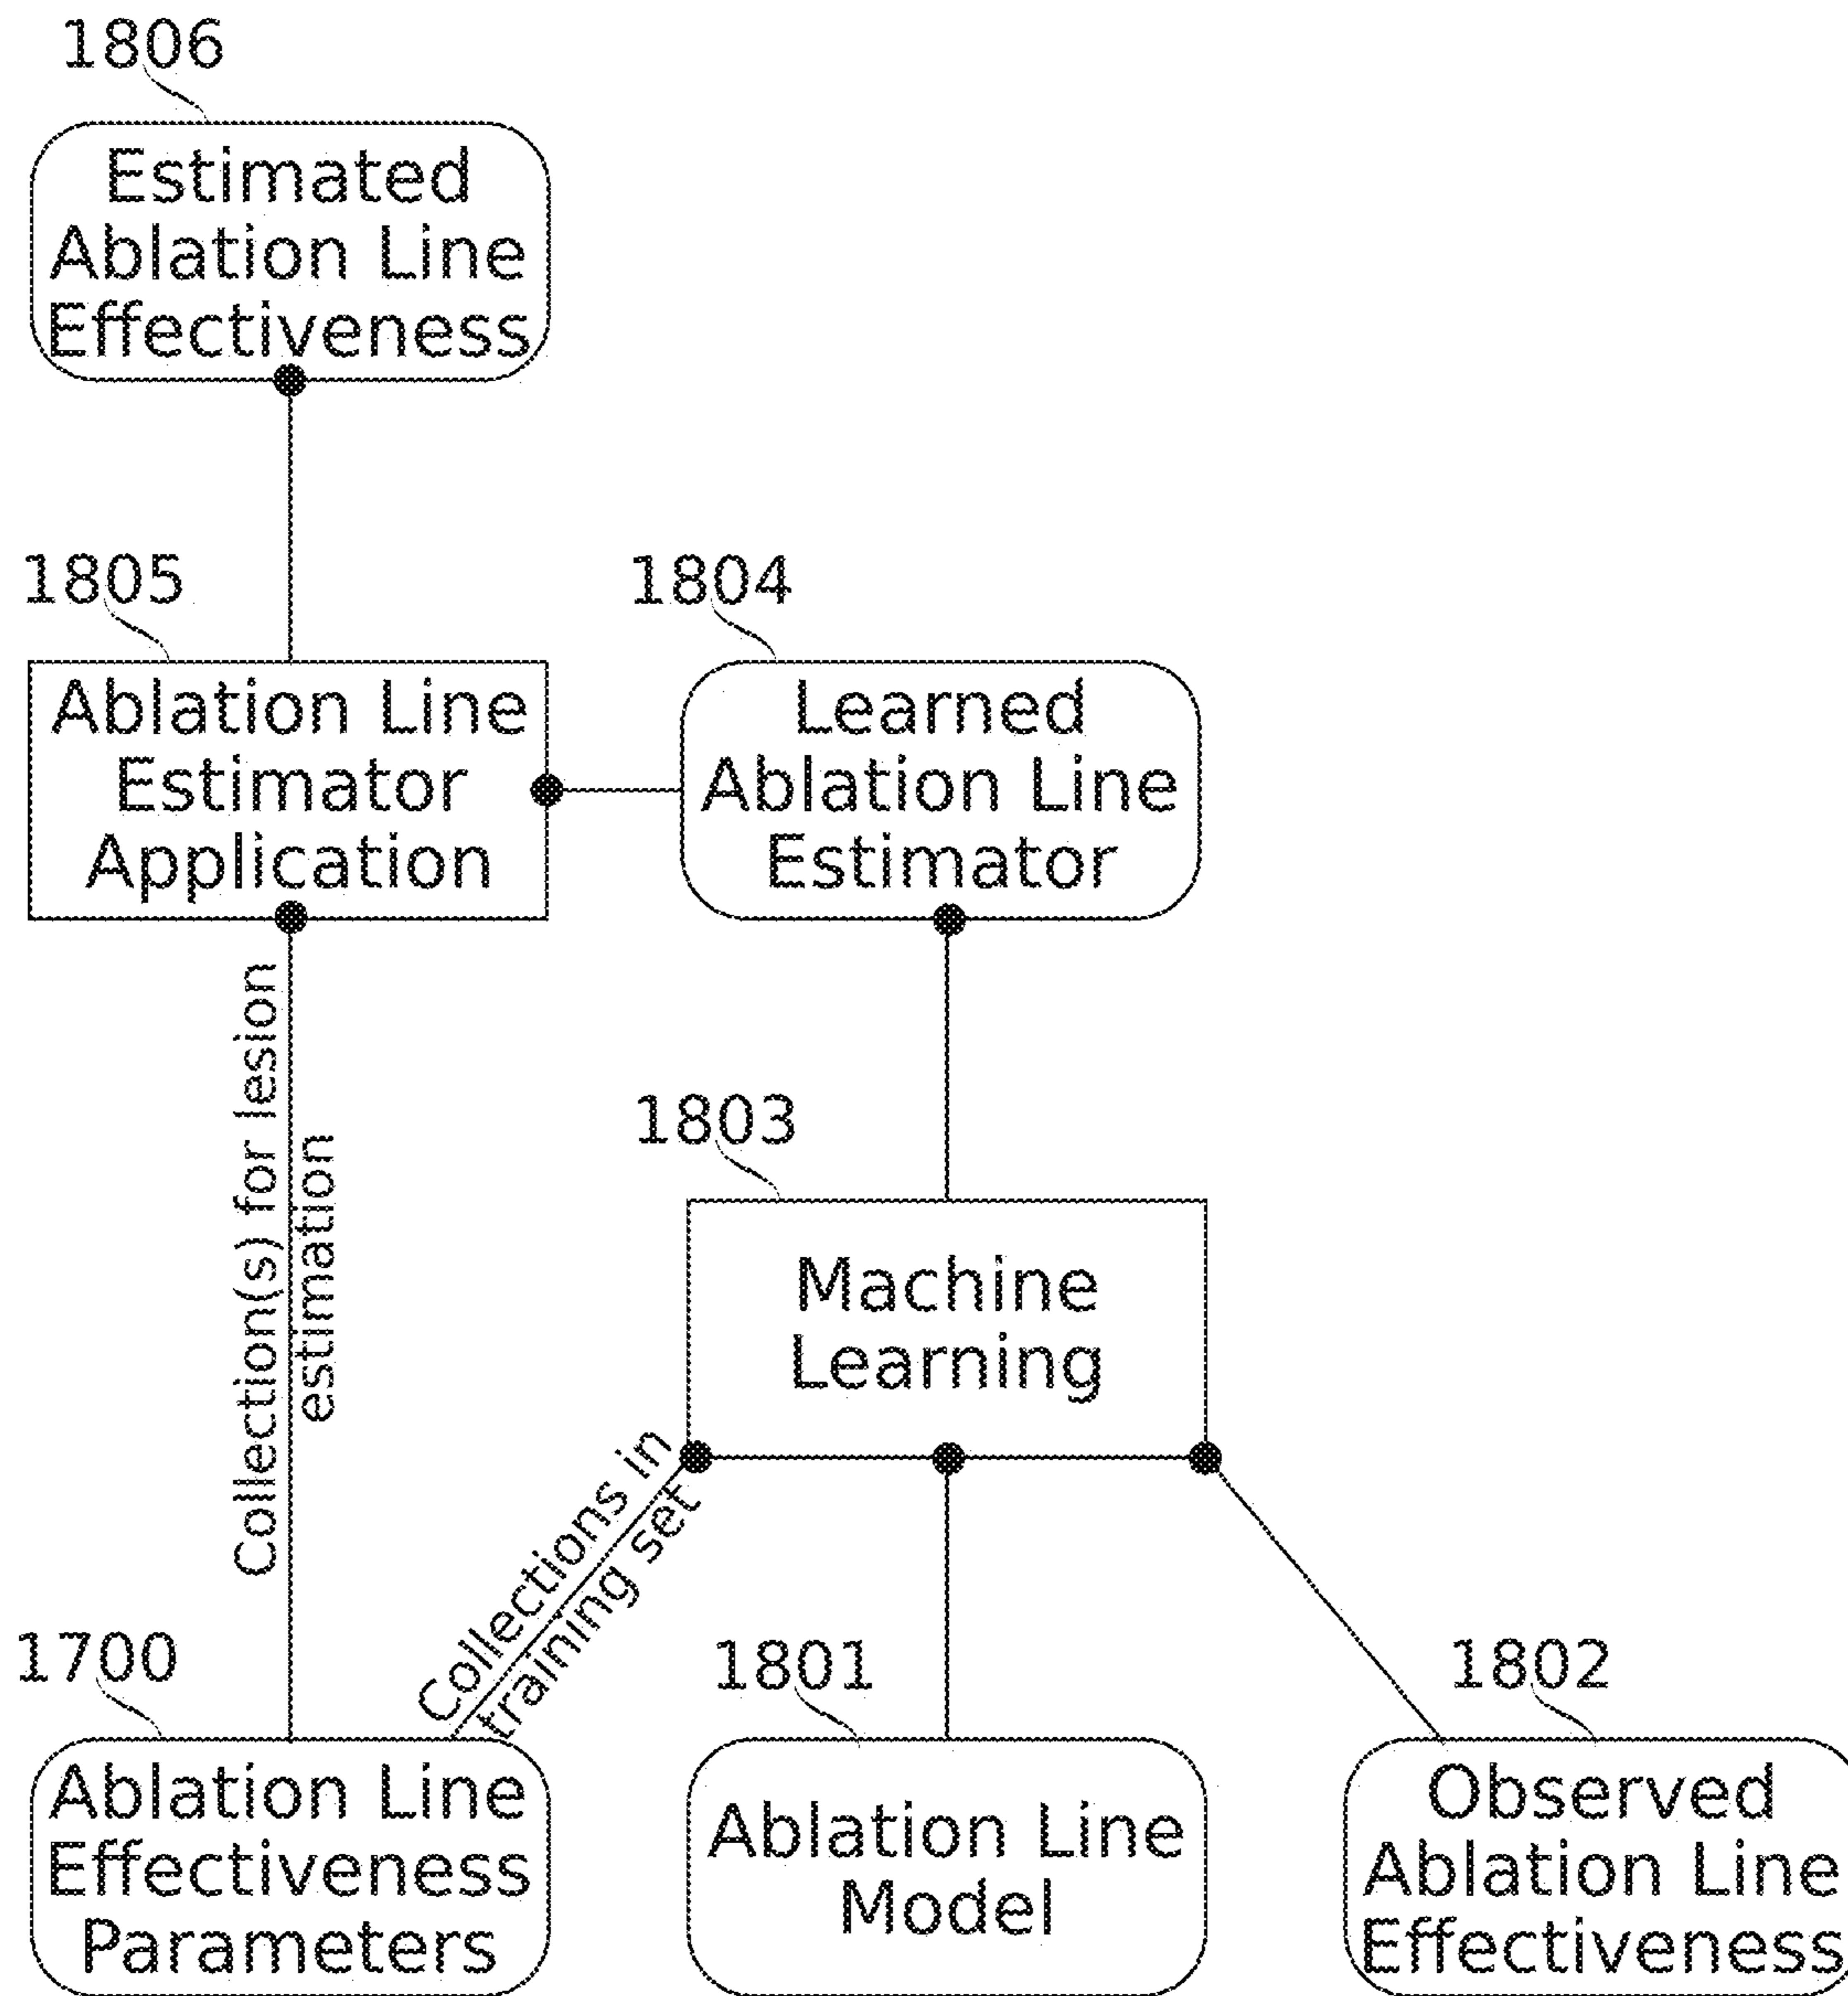 1806
Estimated
Ablation Line
Effectiveness
1805
1804
Ablation Line
Estimator
Application
Learned
Ablation Line
Estimator
Collection(s) for lesion
estimation
1803
Machine
Learning
Collections in
training set
1700
1801
1802
Ablation Line
Effectiveness
Parameters
Ablation Line
Model
Observed
Ablation Line
Effectiveness